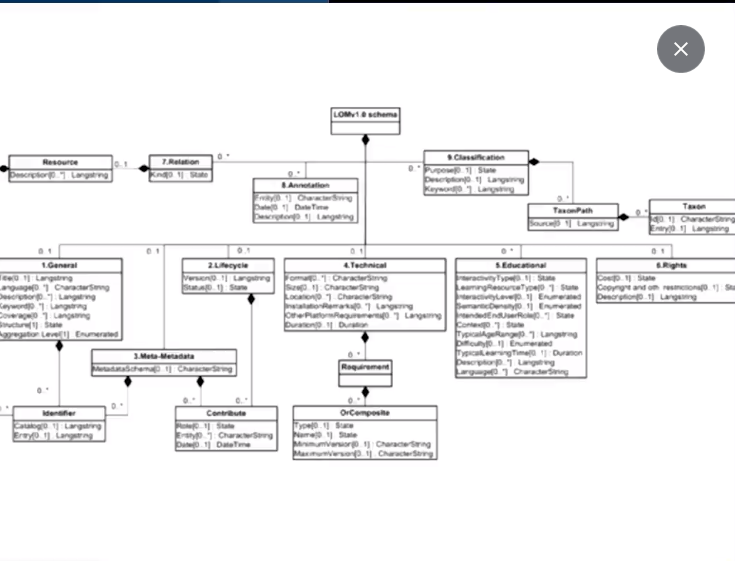 LOMv1.0 schema
Resource
Description[0..*] : Langstring
0..1
7.Relation
Kind[0..1] : State
0..*
8.Annotation
Entity[0..1] : CharacterString
Date[0..1] : DateTime
Description[0..1] : Langstring
0..*
0..*
9.Classification
Purpose[0..1] : State
Description[0..1] : Langstring
Keyword[0..*] : Langstring
0..*
TaxonPath
Source[0..1] : Langstring
0..*
Taxon
Id[0..1] : CharacterString
Entry[0..1] : Langstring
0..1
0..1
0..1
0..1
0..*
0..1
1.General
Title[0..1] : Langstring
Language[0..*] : CharacterString
Description[0..*] : Langstring
Keyword[0..*] : Langstring
Coverage[0..*] : Langstring
Structure[1] : State
Aggregation Level[1] : Enumerated
2.Lifecycle
Version[0..1] : Langstring
Status[0..1] : State
4.Technical
Format[0..*] : CharacterString
Size[0..1] : CharacterString
Location[0..*] : CharacterString
InstallationRemarks[0..*] : Langstring
OtherPlatformRequirements[0..*] : Langstring
Duration[0..1] : Duration
5.Educational
InteractivityType[0..1] : State
LearningResourceType[0..*] : State
InteractivityLevel[0..1] : Enumerated
SemanticDensity[0..1] : Enumerated
IntendedEndUserRole[0..*] : State
Context[0..*] : State
TypicalAgeRange[0..*] : Langstring
Difficulty[0..1] : Enumerated
TypicalLearningTime[0..1] : Duration
Description[0..*] : Langstring
Language[0..*] : CharacterString
6.Rights
Cost[0..1] : State
Copyright and oth. restrictions[0..1] : Sta
Description[0..1] : Langstring
3.Meta-Metadata
MetadataSchema[0..1] : CharacterString
0..*
Requirement
0..*
0..*
0..*
0..*
0..*
Identifier
Catalog[0..1] : Langstring
Entry[0..1] : Langstring
Contribute
Role[0..1] : State
Entity[0..*] : CharacterString
Date[0..1] : DateTime
0..*
OrComposite
Type[0..1] : State
Name[0..1] : State
MinimumVersion[0..1] : CharacterString
MaximumVersion[0..1] : CharacterString